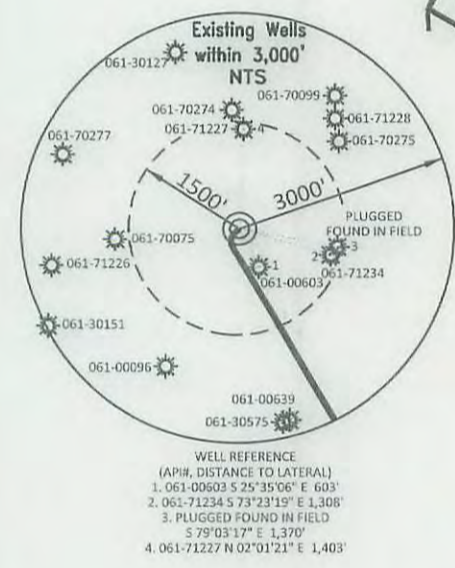 Existing Wells
within 3,000'
NTS
061-30127
061-70099
061-70274
061-71228
061-71227
4
061-70277
061-70275
1500'
3000'
PLUGGED
FOUND IN FIELD
061-70075
3
2
061-71234
061-71226
1
061-00603
061-30151
061-00096
061-00639
061-30575
WELL REFERENCE
(API#, DISTANCE TO LATERAL)
1. 061-00603 S 25°35'06" E 603'
2. 061-71234 S 73°23'19" E 1,308'
3. PLUGGED FOUND IN FIELD
S 79°03'17" E 1,370'
4. 061-71227 N 02°01'21" E 1,403'